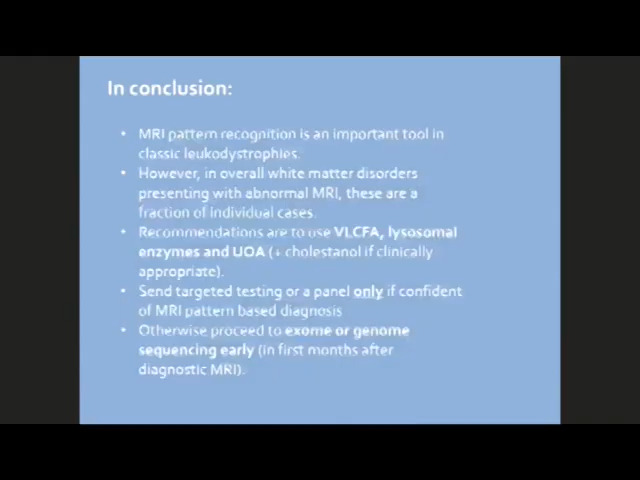 In conclusion:
• MRI pattern recognition is an important tool in
classic leukodystrophies.
• However, in overall white matter disorders
presenting with abnormal MRI, these are a
fraction of individual cases.
• Recommendations are to use VLCFA, lysosomal
enzymes and UOA (+ cholestanol if clinically
appropriate).
• Send targeted testing or a panel only if confident
of MRI pattern based diagnosis
• Otherwise proceed to exome or genome
sequencing early (in first months after
diagnostic MRI).